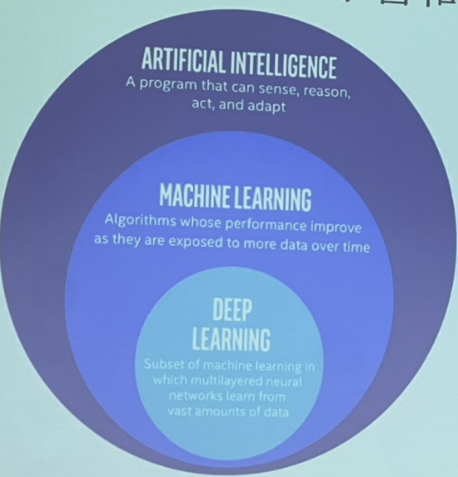 ARTIFICIAL INTELLIGENCE
A program that can sense, reason,
act, and adapt
MACHINE LEARNING
Algorithms whose performance improve
as they are exposed to more data over time
DEEP
LEARNING
Subset of machine learning in
which multilayered neural
networks learn from
vast amounts of data